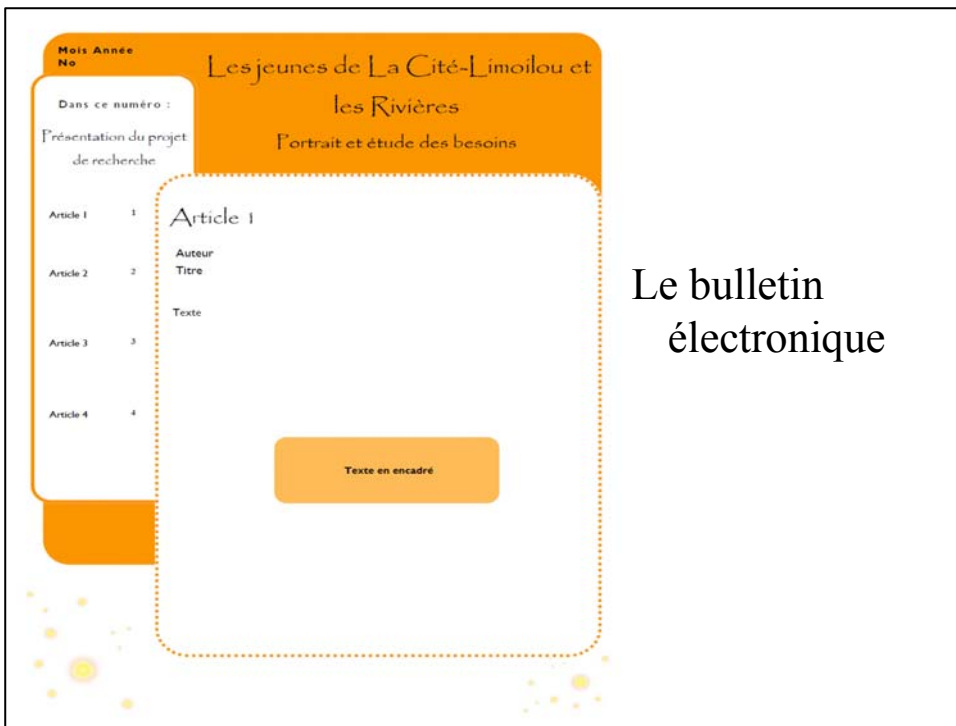 Mois Année
No
Les jeunes de La Cité-Limoilou et
les Rivières
Portrait et étude des besoins
Dans ce numéro :
Présentation du projet
de recherche
Article 1 1
Article 2 2
Article 3 3
Article 4 4
Article 1
Auteur
Titre
Texte
Texte en encadré
Le bulletin
électronique